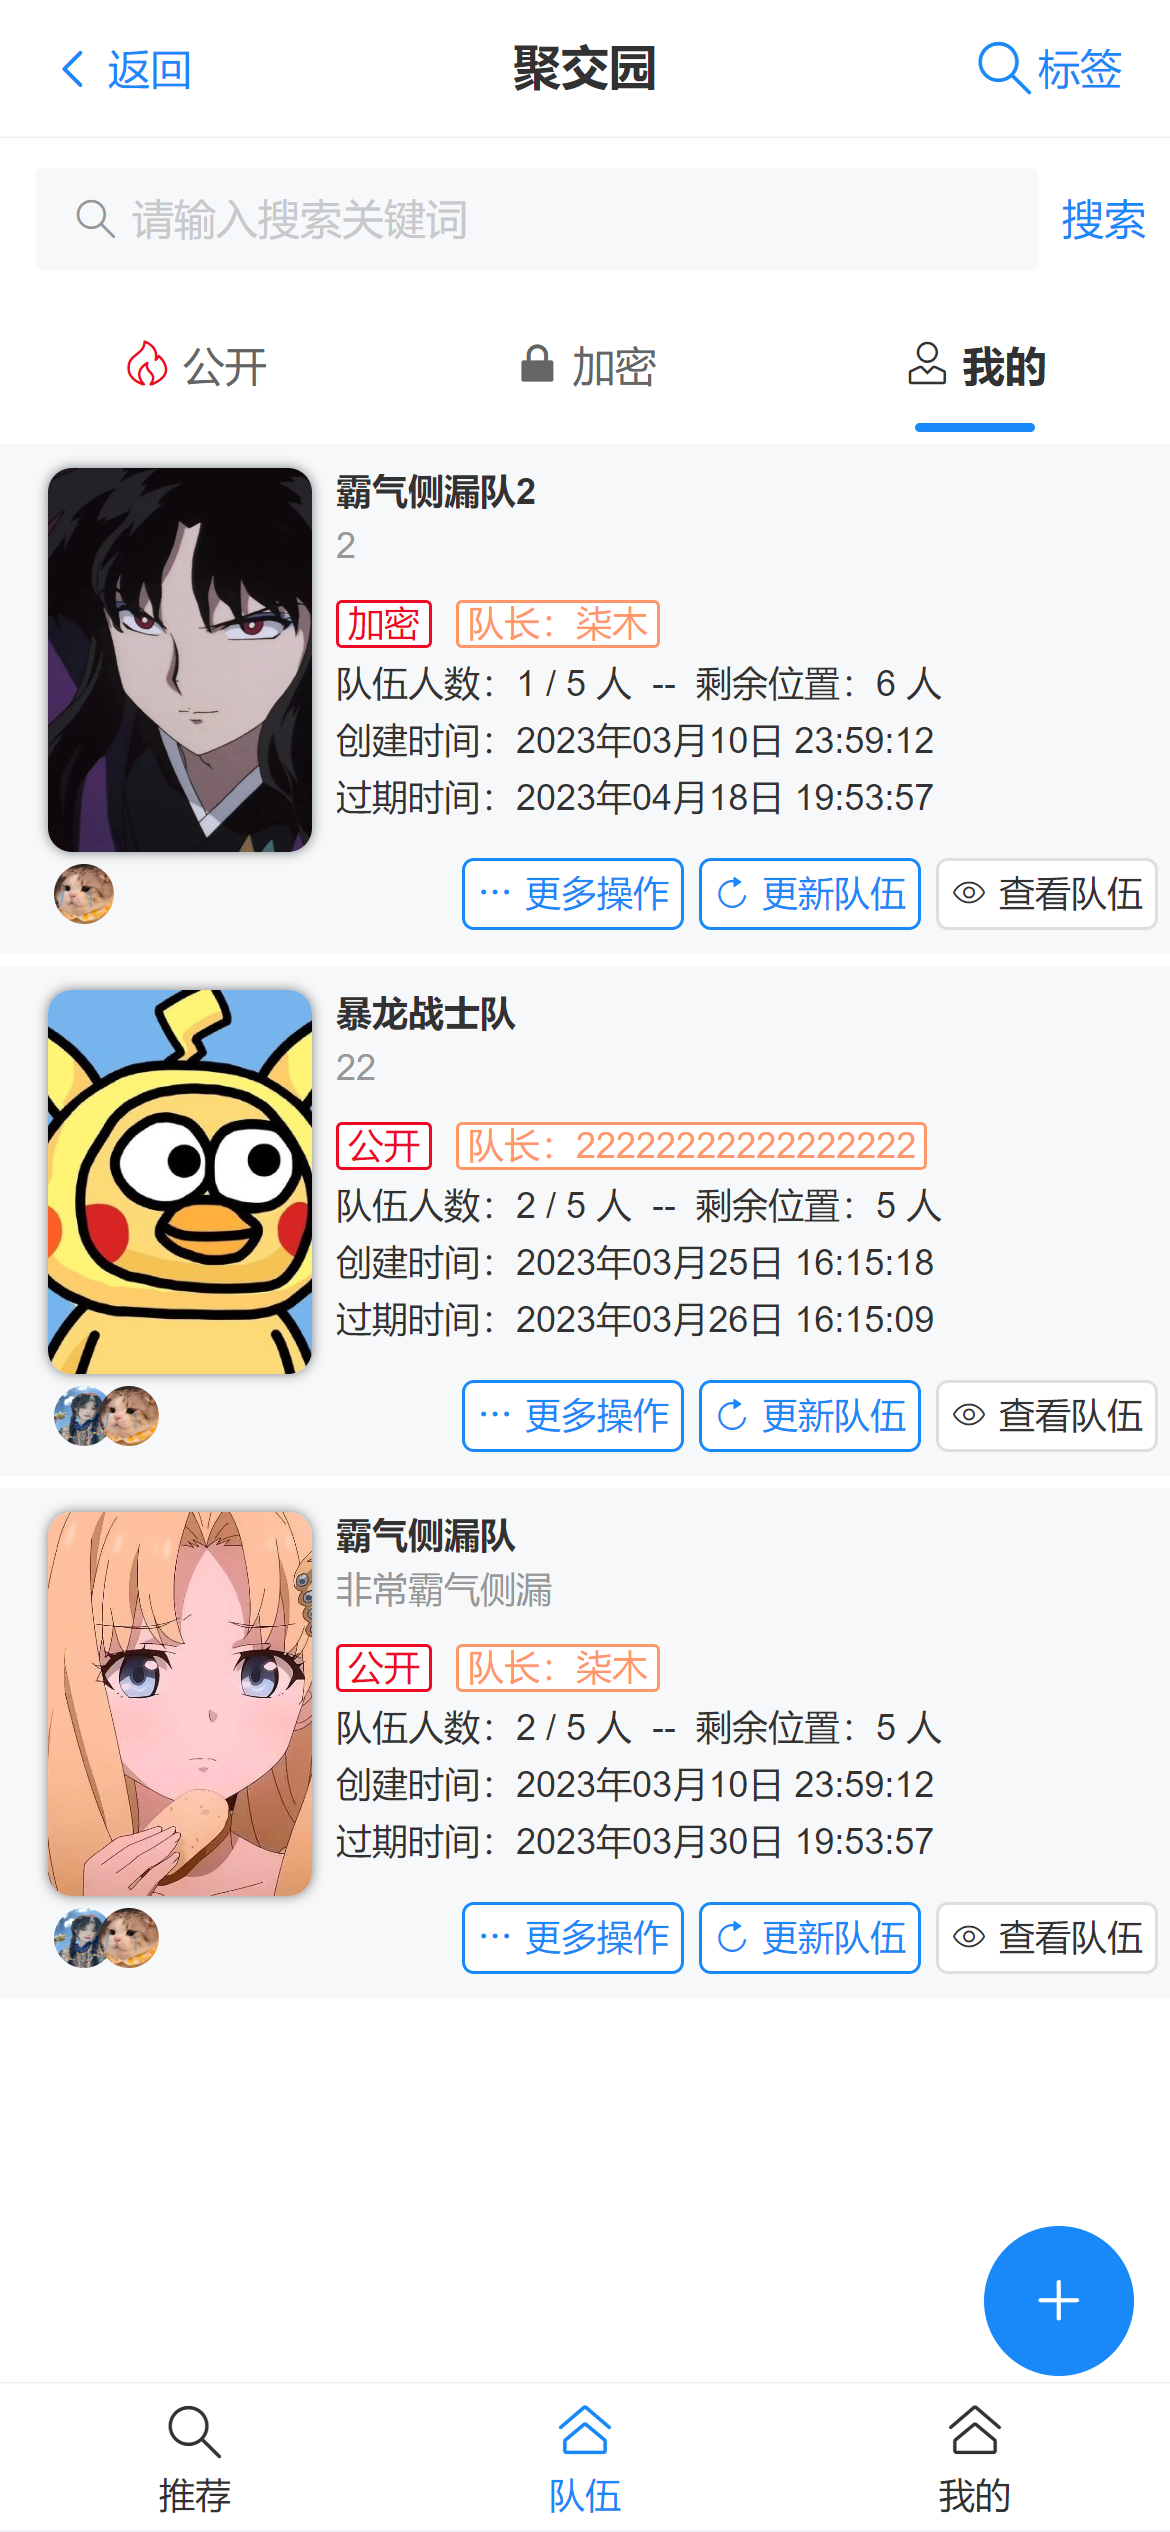 返回
聚交园
标签
请输入搜索关键词
搜索
公开
加密
我的
霸气侧漏队2
2
加密
队长：柒木
队伍人数：1 / 5 人 -- 剩余位置：6 人
创建时间：2023年03月10日 23:59:12
过期时间：2023年04月18日 19:53:57
更多操作
更新队伍
查看队伍
暴龙战士队
22
公开
队长：22222222222222222
队伍人数：2 / 5 人 -- 剩余位置：5 人
创建时间：2023年03月25日 16:15:18
过期时间：2023年03月26日 16:15:09
更多操作
更新队伍
查看队伍
霸气侧漏队
非常霸气侧漏
公开
队长：柒木
队伍人数：2 / 5 人 -- 剩余位置：5 人
创建时间：2023年03月10日 23:59:12
过期时间：2023年03月30日 19:53:57
更多操作
更新队伍
查看队伍
推荐
队伍
我的